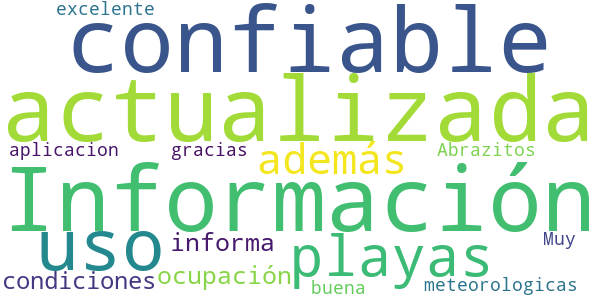 excelente
confiable
actualizada
aplicacion gracias además Abrazitos
Información
uso informa playas Muy
condiciones ocupación buena meteorologicas